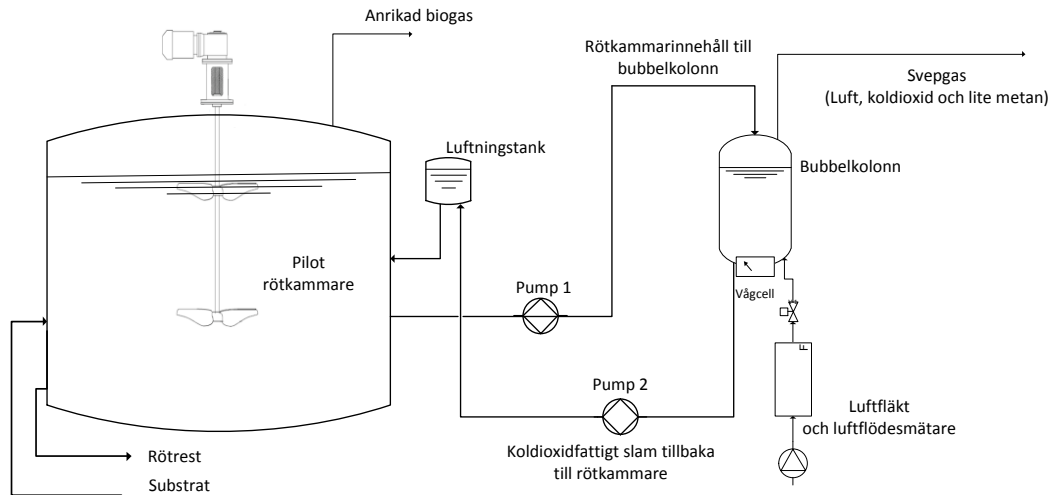 Anrikad biogas
Rötkammarinnehåll till
bubbelkolonn
Svepgas
(Luft, koldioxid och lite metan)
Luftningstank
Bubbelkolonn
Pilot
rötkammare
Pump 1
Vågcell
F
Pump 2
Luftfläkt
och luftflödesmätare
Koldioxidfattigt slam tillbaka
till rötkammare
Rötrest
Substrat